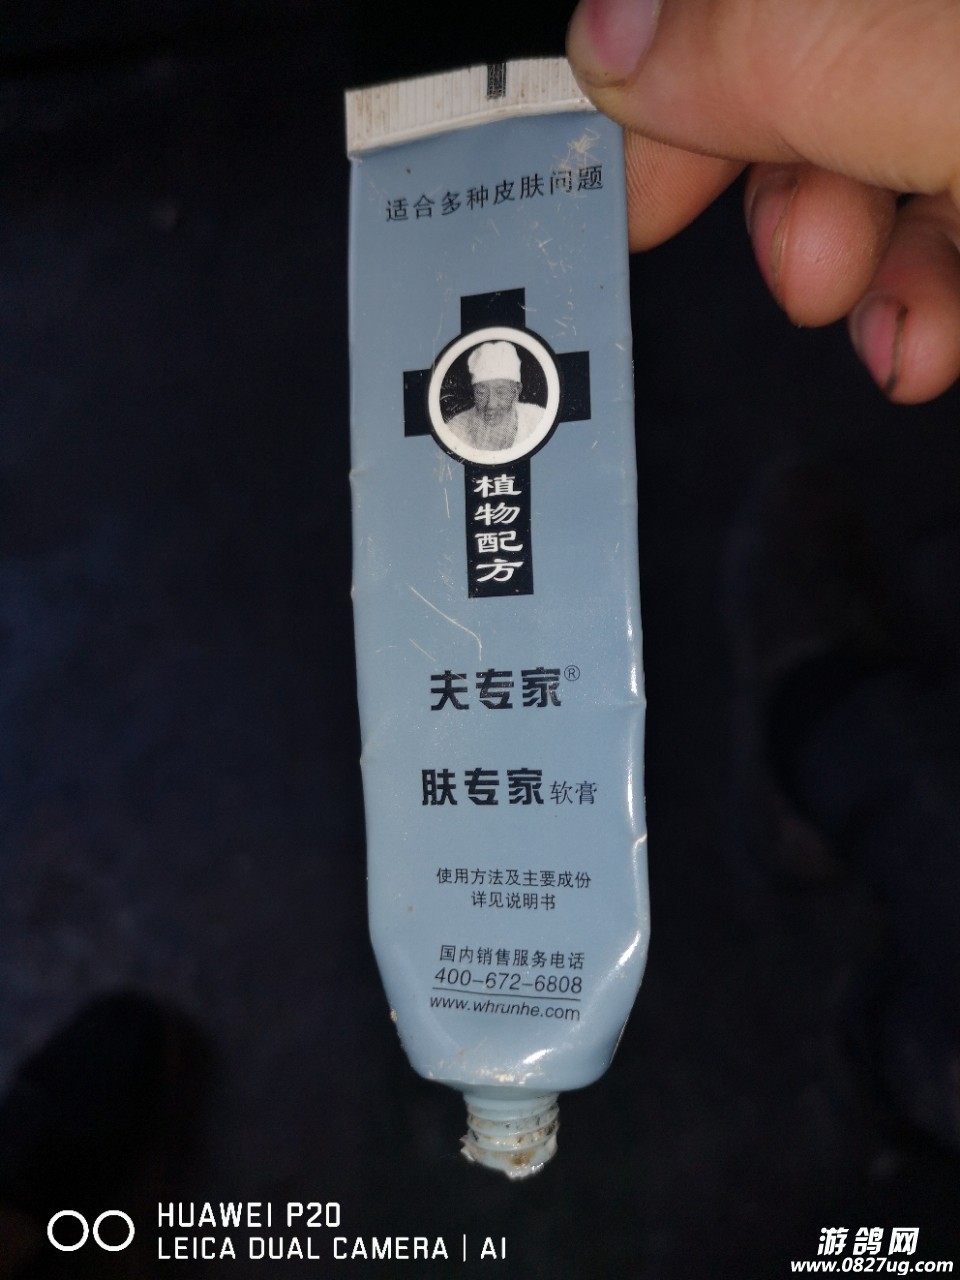 适合多种皮肤问题
植物配方
夫专家®
肤专家软膏
使用方法及主要成份
详见说明书
国内销售服务电话
400-672-6808
www.whrunhe.com
HUAWEI P20
LEICA DUAL CAMERA | AI
游鸽网
www.0827ug.com